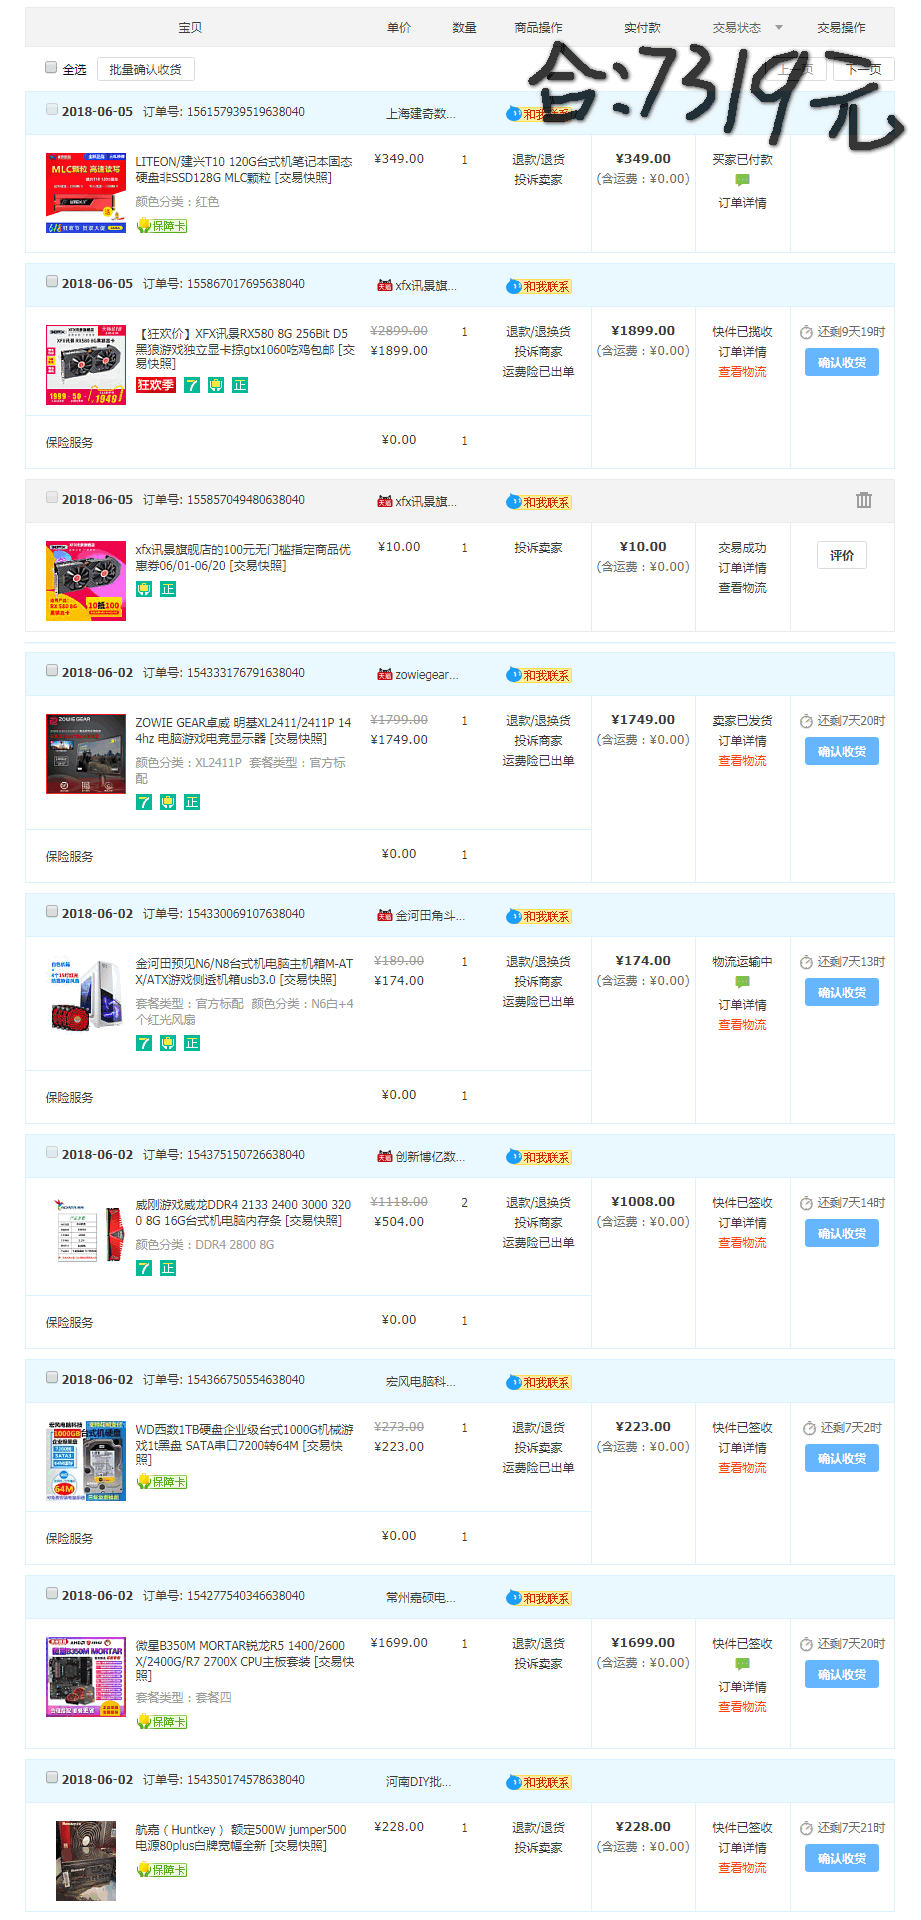 宝贝 单价 数量 商品操作 实付款 交易状态 交易操作
合:7319元
全选 批量确认收货 上一页 下一页
2018-06-05 订单号: 156157939519638040 上海建奇数... 和我联系
LITEON/建兴T10 120G台式机笔记本固态 ¥349.00 1 退款/退货 ¥349.00 买家已付款
硬盘非SSD128G MLC颗粒 [交易快照] 投诉卖家 (含运费:¥0.00)
颜色分类:红色 订单详情
保障卡
2018-06-05 订单号: 155867017695638040 天猫 xfx讯景旗... 和我联系
【狂欢价】XFX讯景RX580 8G 256Bit D5 ¥2899.00 1 退款/退换货 ¥1899.00 快件已揽收 还剩9天19时
黑狼游戏独立显卡掠gtx1060吃鸡包邮 [交 ¥1899.00 投诉商家 (含运费:¥0.00) 订单详情 确认收货
易快照] 运费险已出单 查看物流
狂欢季 7 正
保险服务 ¥0.00 1
2018-06-05 订单号: 155857049480638040 天猫 xfx讯景旗... 和我联系
xfx讯景旗舰店的100元无门槛指定商品优 ¥10.00 1 投诉卖家 ¥10.00 交易成功 评价
惠券06/01-06/20 [交易快照] (含运费:¥0.00) 订单详情
正 查看物流
2018-06-02 订单号: 154333176791638040 天猫 zowiegear... 和我联系
ZOWIE GEAR卓威 明基XL2411/2411P 14 ¥1799.00 1 退款/退换货 ¥1749.00 卖家已发货 还剩7天20时
4hz 电脑游戏电竞显示器 [交易快照] ¥1749.00 投诉商家 (含运费:¥0.00) 订单详情 确认收货
颜色分类:XL2411P 套餐类型:官方标 运费险已出单 查看物流
配
7 正
保险服务 ¥0.00 1
2018-06-02 订单号: 154330069107638040 天猫 金河田角斗... 和我联系
金河田预见N6/N8台式机电脑主机箱M-AT ¥189.00 1 退款/退换货 ¥174.00 物流运输中 还剩7天13时
X/ATX游戏侧透机箱usb3.0 [交易快照] ¥174.00 投诉商家 (含运费:¥0.00) 确认收货
套餐类型:官方标配 颜色分类:N6白+4 运费险已出单 订单详情
个红光风扇 查看物流
7 正
保险服务 ¥0.00 1
2018-06-02 订单号: 154375150726638040 天猫 创新博亿数... 和我联系
威刚游戏威龙DDR4 2133 2400 3000 320 ¥1118.00 2 退款/退换货 ¥1008.00 快件已签收 还剩7天14时
0 8G 16G台式机电脑内存条 [交易快照] ¥504.00 投诉商家 (含运费:¥0.00) 订单详情 确认收货
颜色分类:DDR4 2800 8G 运费险已出单 查看物流
7 正
保险服务 ¥0.00 1
2018-06-02 订单号: 154366750554638040 宏风电脑科... 和我联系
WD西数1TB硬盘企业级台式1000G机械游 ¥273.00 1 退款/退货 ¥223.00 快件已签收 还剩7天2时
戏1t黑盘 SATA串口7200转64M [交易快 ¥223.00 投诉卖家 (含运费:¥0.00) 订单详情 确认收货
照] 运费险已出单 查看物流
保障卡
保险服务 ¥0.00 1
2018-06-02 订单号: 154277540346638040 常州嘉硕电... 和我联系
微星B350M MORTAR锐龙R5 1400/2600 ¥1699.00 1 退款/退货 ¥1699.00 快件已签收 还剩7天20时
X/2400G/R7 2700X CPU主板套装 [交易快 投诉卖家 (含运费:¥0.00) 确认收货
照] 订单详情
套餐类型:套餐四 查看物流
保障卡
2018-06-02 订单号: 154350174578638040 河南DIY批... 和我联系
航嘉(Huntkey) 额定500W jumper500 ¥228.00 1 退款/退货 ¥228.00 快件已签收 还剩7天21时
电源80plus白牌宽幅全新 [交易快照] 投诉卖家 (含运费:¥0.00) 订单详情 确认收货
保障卡 查看物流